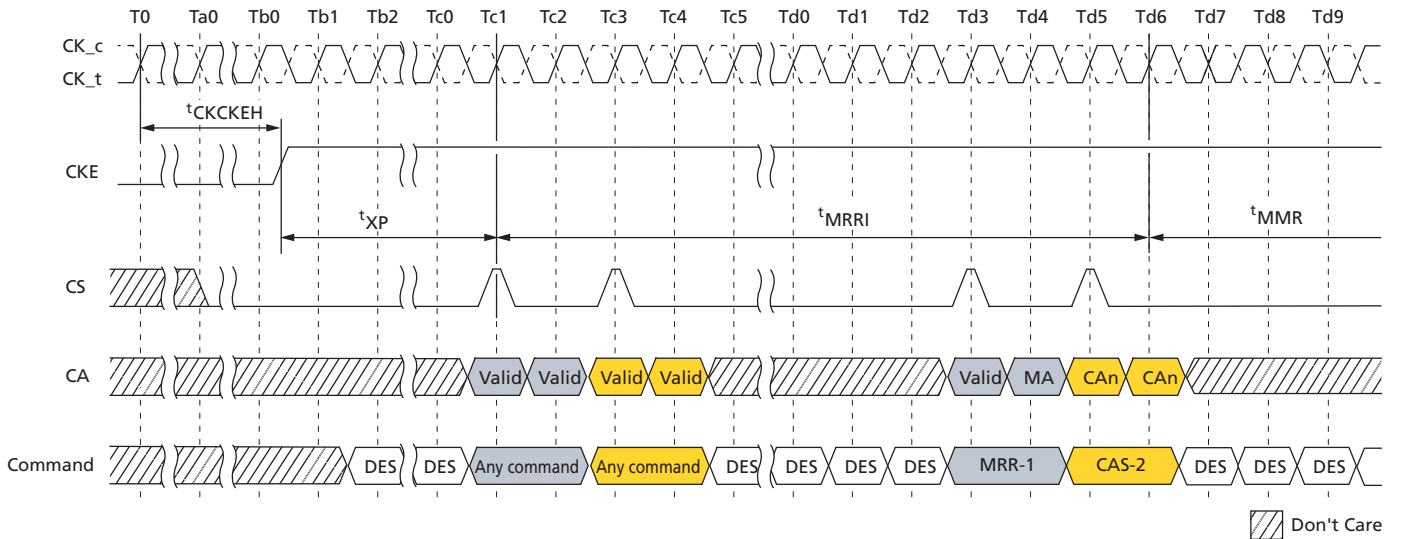 T0 Ta0 Tb0 Tb1 Tb2 Tc0 Tc1 Tc2 Tc3 Tc4 Tc5 Td0 Td1 Td2 Td3 Td4 Td5 Td6 Td7 Td8 Td9
CK_c
CK_t
tCKCKEH
CKE
tXP tMRRI tMMR
CS
CA Valid Valid Valid Valid Valid MA CAn CAn
Command DES DES Any command Any command DES DES DES DES MRR-1 CAS-2 DES DES DES
Don't Care